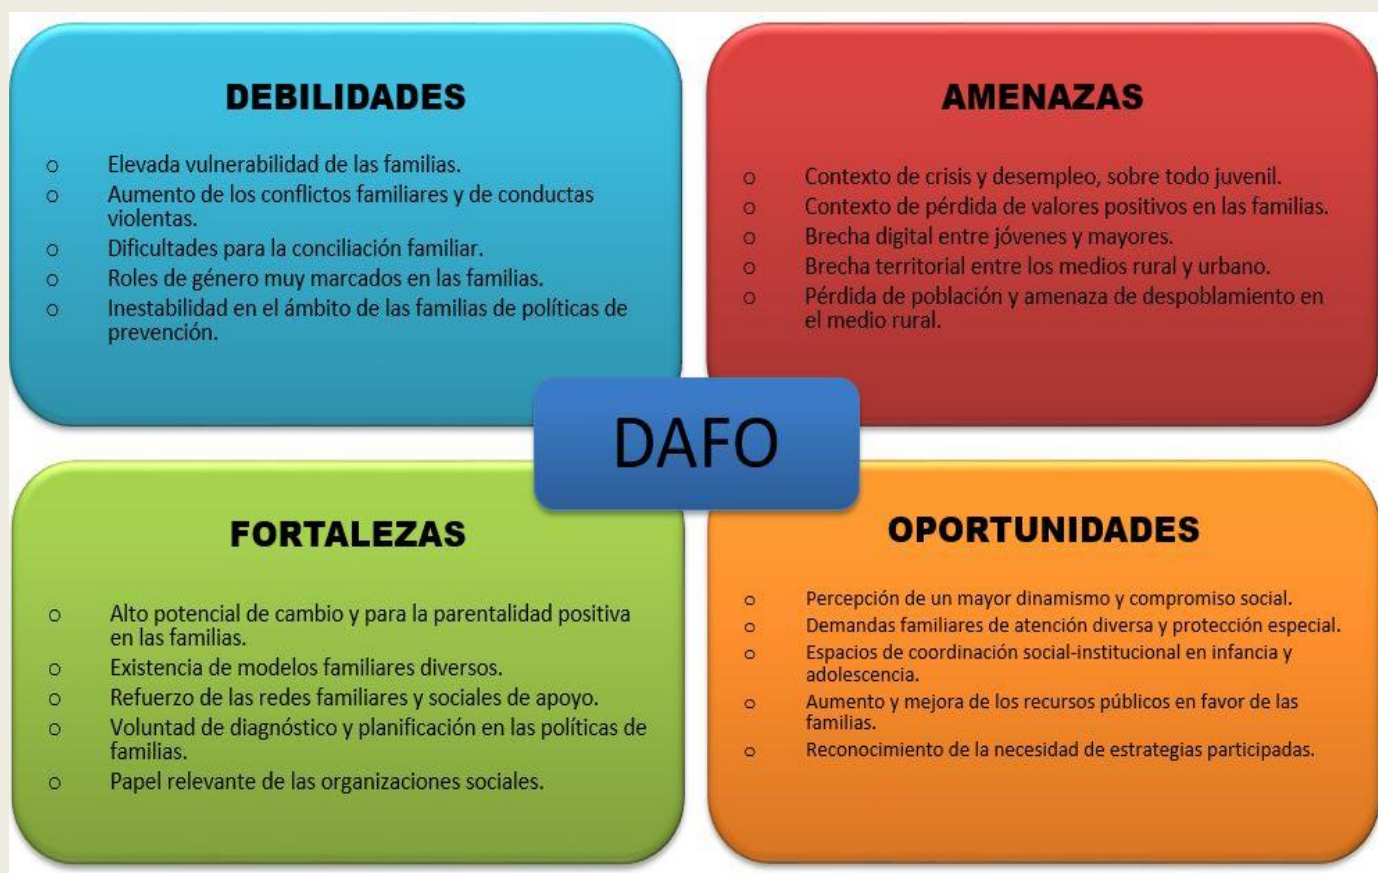 DEBILIDADES
o Elevada vulnerabilidad de las familias.
o Aumento de los conflictos familiares y de conductas
violentas.
o Dificultades para la conciliación familiar.
o Roles de género muy marcados en las familias.
o Inestabilidad en el ámbito de las familias de políticas de
prevención.
AMENAZAS
o Contexto de crisis y desempleo, sobre todo juvenil.
o Contexto de pérdida de valores positivos en las familias.
o Brecha digital entre jóvenes y mayores.
o Brecha territorial entre los medios rural y urbano.
o Pérdida de población y amenaza de despoblamiento en
el medio rural.
DAFO
FORTALEZAS
o Alto potencial de cambio y para la parentalidad positiva
en las familias.
o Existencia de modelos familiares diversos.
o Refuerzo de las redes familiares y sociales de apoyo.
o Voluntad de diagnóstico y planificación en las políticas de
familias.
o Papel relevante de las organizaciones sociales.
OPORTUNIDADES
o Percepción de un mayor dinamismo y compromiso social.
o Demandas familiares de atención diversa y protección especial.
o Espacios de coordinación social-institucional en infancia y
adolescencia.
o Aumento y mejora de los recursos públicos en favor de las
familias.
o Reconocimiento de la necesidad de estrategias participadas.